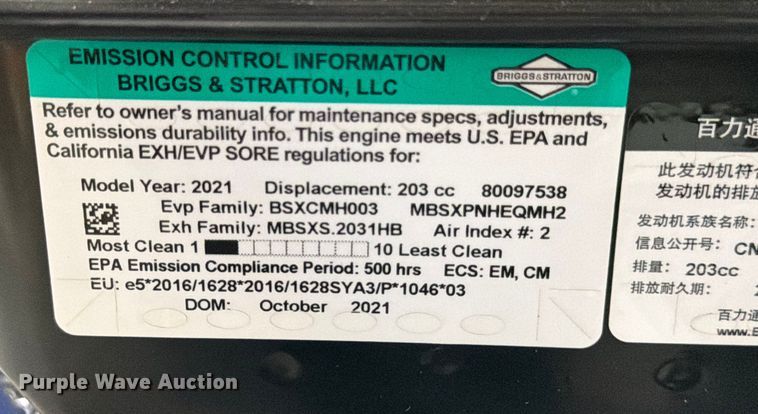 EMISSION CONTROL INFORMATION
BRIGGS & STRATTON, LLC
BRIGGS&STRATTON
®
Refer to owner's manual for maintenance specs, adjustments,
& emissions durability info. This engine meets U.S. EPA and
California EXH/EVP SORE regulations for:
Model Year: 2021 Displacement: 203 cc 80097538
Evp Family: BSXCMH003 MBSXPNHEQMH2
Exh Family: MBSXS.2031HB Air Index #: 2
Most Clean 1 10 Least Clean
EPA Emission Compliance Period: 500 hrs ECS: EM, CM
EU: e5*2016/1628*2016/1628SYA3/P*1046*03
DOM: October 2021
百力通
此发动机符合
发动机的排放
发动机系族名称:
信息公开号: CN
排量: 203cc
排放耐久期:
百力通
www.B
Purple Wave Auction